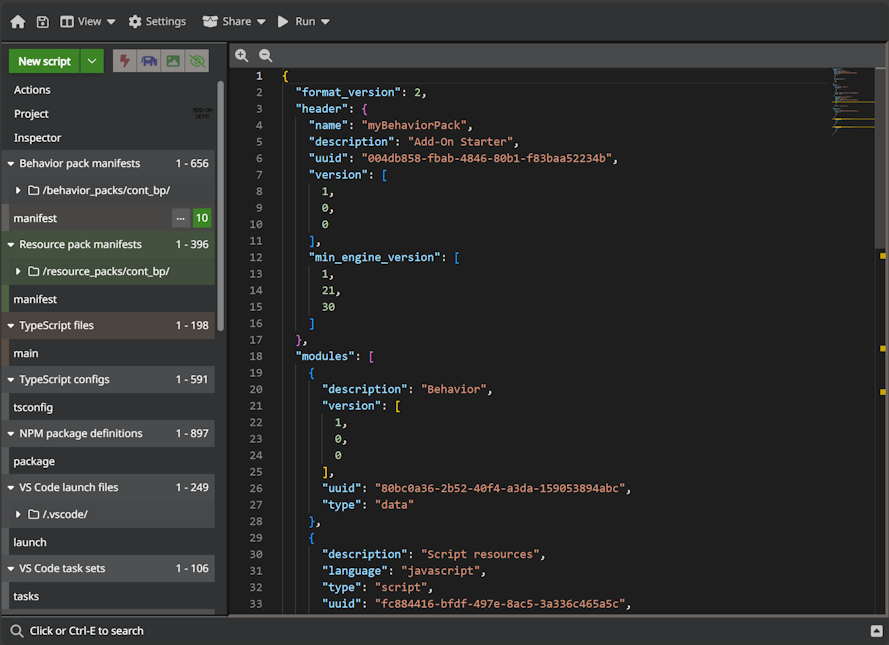 View Settings Share Run
New script
Actions
Project
Inspector
Behavior pack manifests 1 - 656
/behavior_packs/cont_bp/
manifest ... 10
Resource pack manifests 1 - 396
/resource_packs/cont_bp/
manifest
TypeScript files 1 - 198
main
TypeScript configs 1 - 591
tsconfig
NPM package definitions 1 - 897
package
VS Code launch files 1 - 249
/.vscode/
launch
VS Code task sets 1 - 106
tasks
1 {
2 "format_version": 2,
3 "header": {
4 "name": "myBehaviorPack",
5 "description": "Add-On Starter",
6 "uuid": "004db858-fbab-4846-80b1-f83baa52234b",
7 "version": [
8 1,
9 0,
10 0
11 ],
12 "min_engine_version": [
13 1,
14 21,
15 30
16 ]
17 },
18 "modules": [
19 {
20 "description": "Behavior",
21 "version": [
22 1,
23 0,
24 0
25 ],
26 "uuid": "80bc0a36-2b52-40f4-a3da-159053894abc",
27 "type": "data"
28 },
29 {
30 "description": "Script resources",
31 "language": "javascript",
32 "type": "script",
33 "uuid": "fc884416-bfdf-497e-8ac5-3a336c465a5c",
Click or Ctrl-E to search